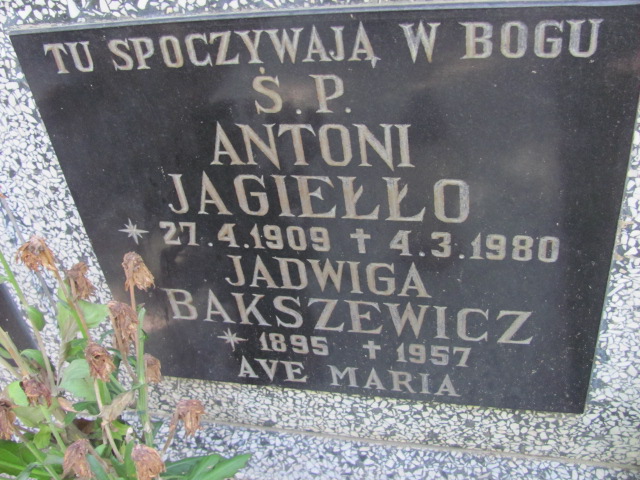 TU SPOCZYWAJĄ W BOGU
Ś.P.
ANTONI
JAGIEŁŁO
* 27.4.1909 † 4.3.1980
JADWIGA
BAKSZEWICZ
* 1895 † 1957
AVE MARIA